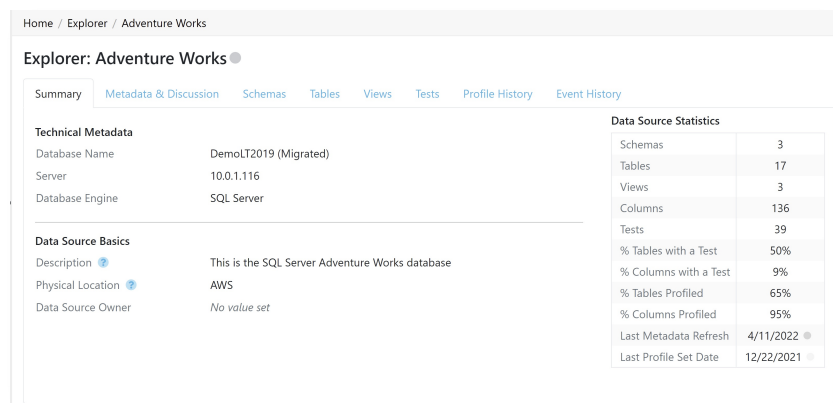 Home / Explorer / Adventure Works
Explorer: Adventure Works
Summary Metadata & Discussion Schemas Tables Views Tests Profile History Event History
Technical Metadata
Database Name DemoLT2019 (Migrated)
Server 10.0.1.116
Database Engine SQL Server
Data Source Basics
Description ? This is the SQL Server Adventure Works database
Physical Location ? AWS
Data Source Owner No value set
Data Source Statistics
Schemas 3
Tables 17
Views 3
Columns 136
Tests 39
% Tables with a Test 50%
% Columns with a Test 9%
% Tables Profiled 65%
% Columns Profiled 95%
Last Metadata Refresh 4/11/2022
Last Profile Set Date 12/22/2021